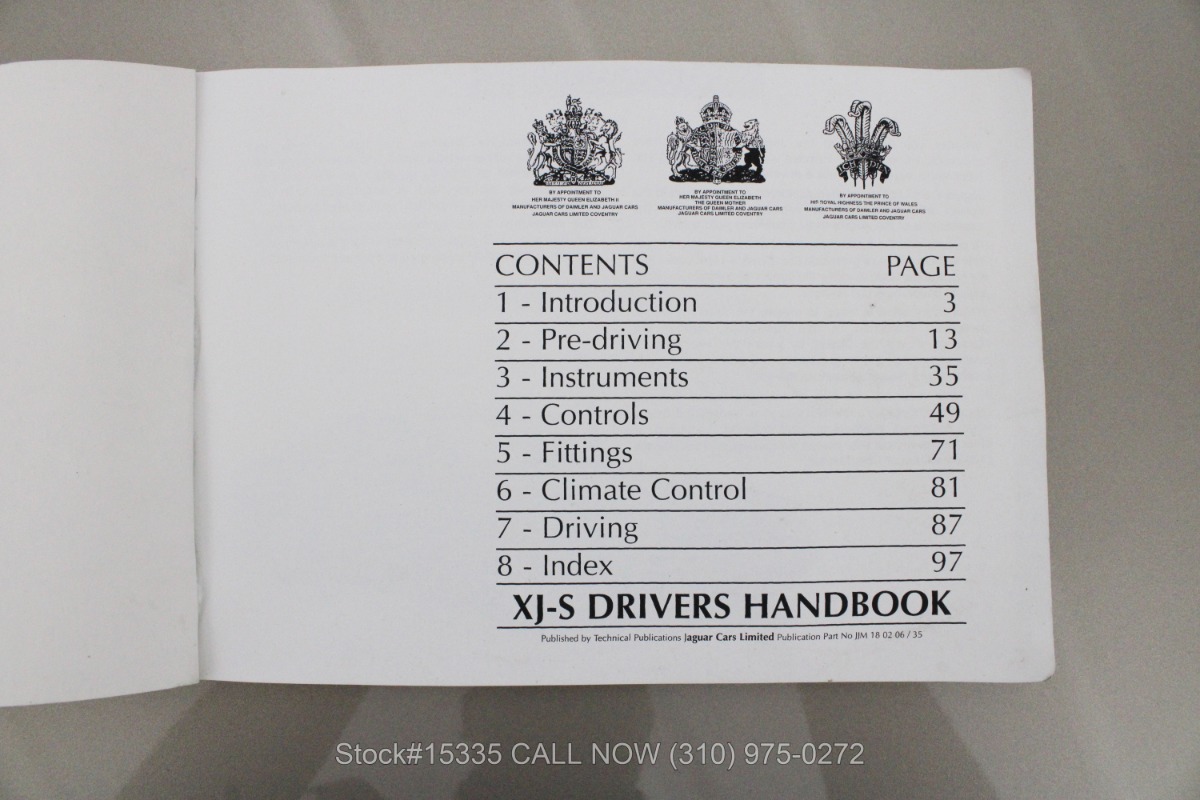 BY APPOINTMENT TO
HER MAJESTY QUEEN ELIZABETH II
MANUFACTURERS OF DAIMLER AND JAGUAR CARS
JAGUAR CARS LIMITED COVENTRY
BY APPOINTMENT TO
HER MAJESTY QUEEN ELIZABETH
THE QUEEN MOTHER
MANUFACTURERS OF DAIMLER AND JAGUAR CARS
JAGUAR CARS LIMITED COVENTRY
BY APPOINTMENT TO
HIS ROYAL HIGHNESS THE PRINCE OF WALES
MANUFACTURERS OF DAIMLER AND JAGUAR CARS
JAGUAR CARS LIMITED COVENTRY
CONTENTS PAGE
1 - Introduction 3
2 - Pre-driving 13
3 - Instruments 35
4 - Controls 49
5 - Fittings 71
6 - Climate Control 81
7 - Driving 87
8 - Index 97
XJ-S DRIVERS HANDBOOK
Published by Technical Publications Jaguar Cars Limited Publication Part No JJM 18 02 06 / 35
Stock#15335 CALL NOW (310) 975-0272